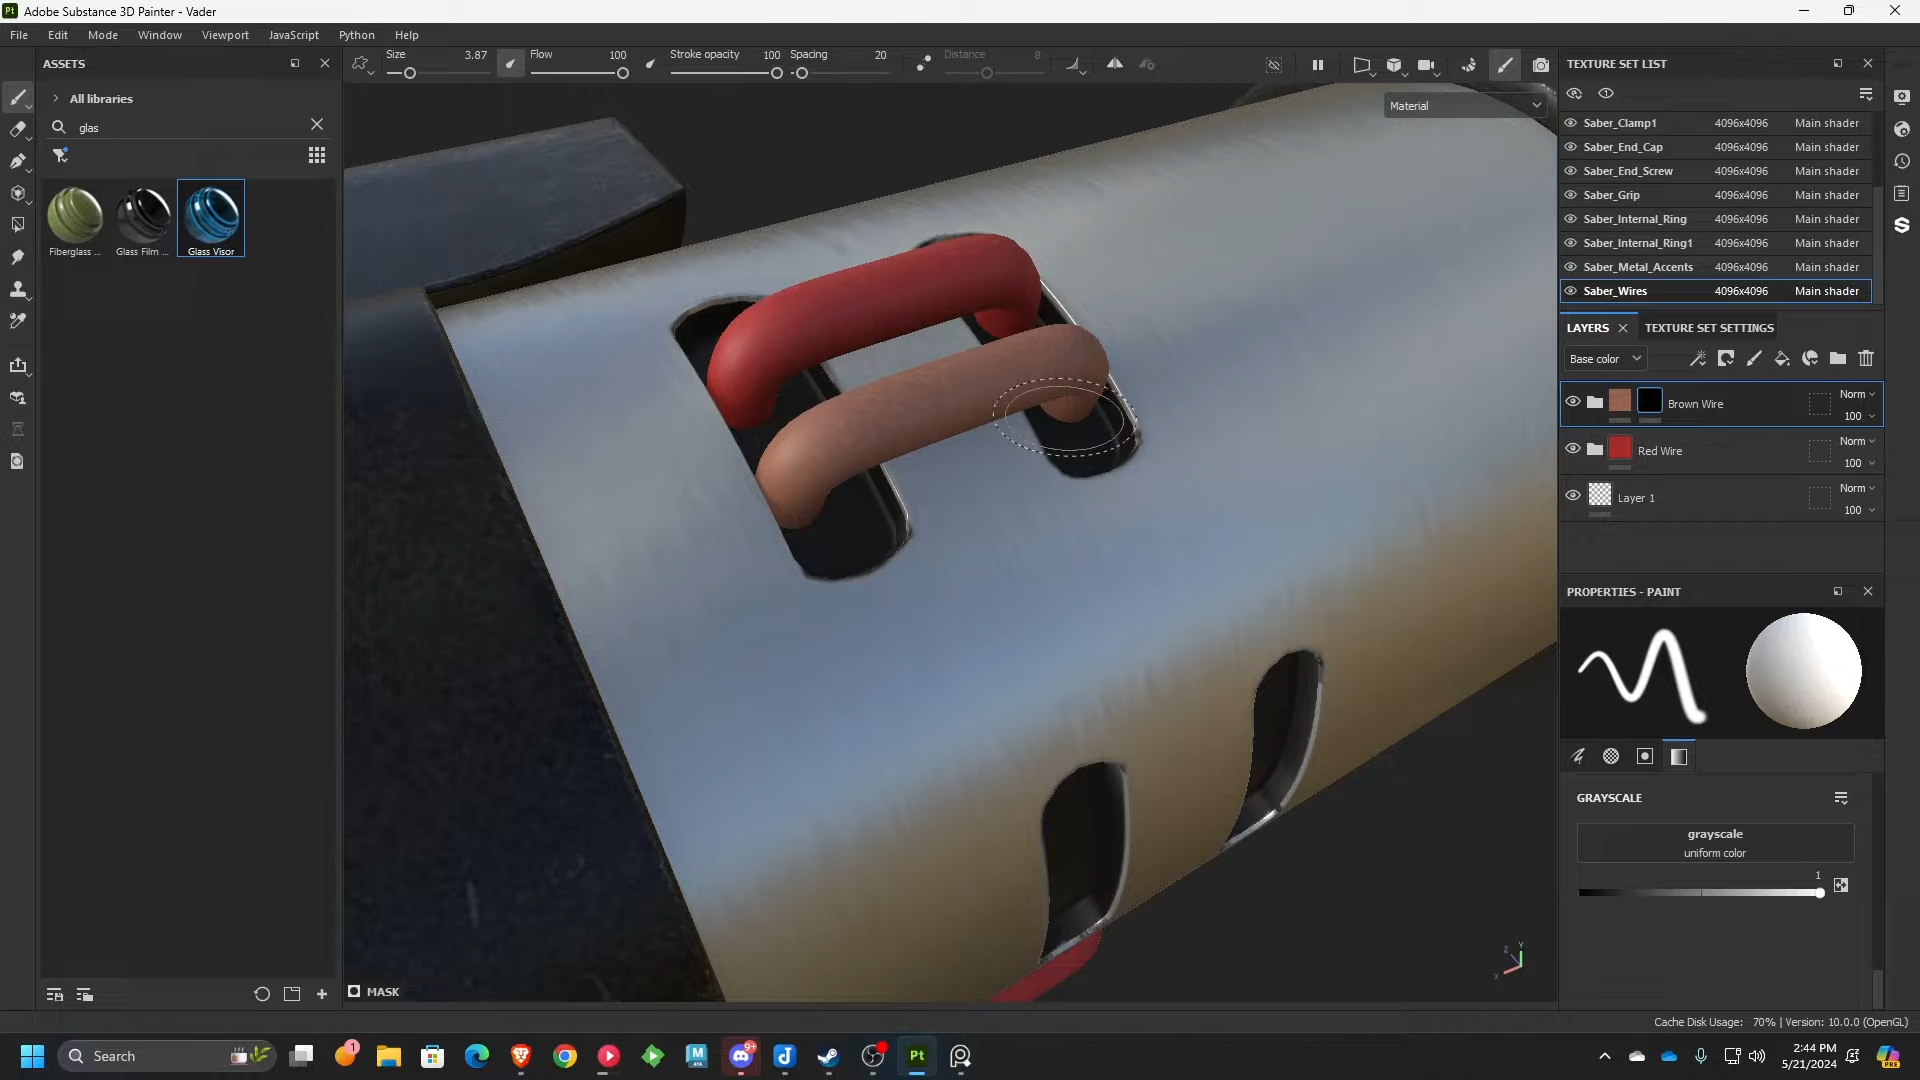 Adobe Substance 3D Painter - Vader
File Edit Mode Window Viewport JavaScript Python Help
ASSETS
Size 3.87
Flow 100
Stroke opacity 100
Spacing 20
Distance 8
TEXTURE SET LIST
All libraries
glas
Material
Fiberglass ...
Glass Film ...
Glass Visor
Saber_Clamp1 4096x4096 Main shader
Saber_End_Cap 4096x4096 Main shader
Saber_End_Screw 4096x4096 Main shader
Saber_Grip 4096x4096 Main shader
Saber_Internal_Ring 4096x4096 Main shader
Saber_Internal_Ring1 4096x4096 Main shader
Saber_Metal_Accents 4096x4096 Main shader
Saber_Wires 4096x4096 Main shader
LAYERS TEXTURE SET SETTINGS
Base color
Brown Wire Norm 100
Red Wire Norm 100
Layer 1 Norm 100
PROPERTIES - PAINT
GRAYSCALE
grayscale
uniform color
1
Z Y X
MASK
Cache Disk Usage: 70% | Version: 10.0.0 (OpenGL)
Search
1
9+
Pt
2:44 PM
5/21/2024
PRE